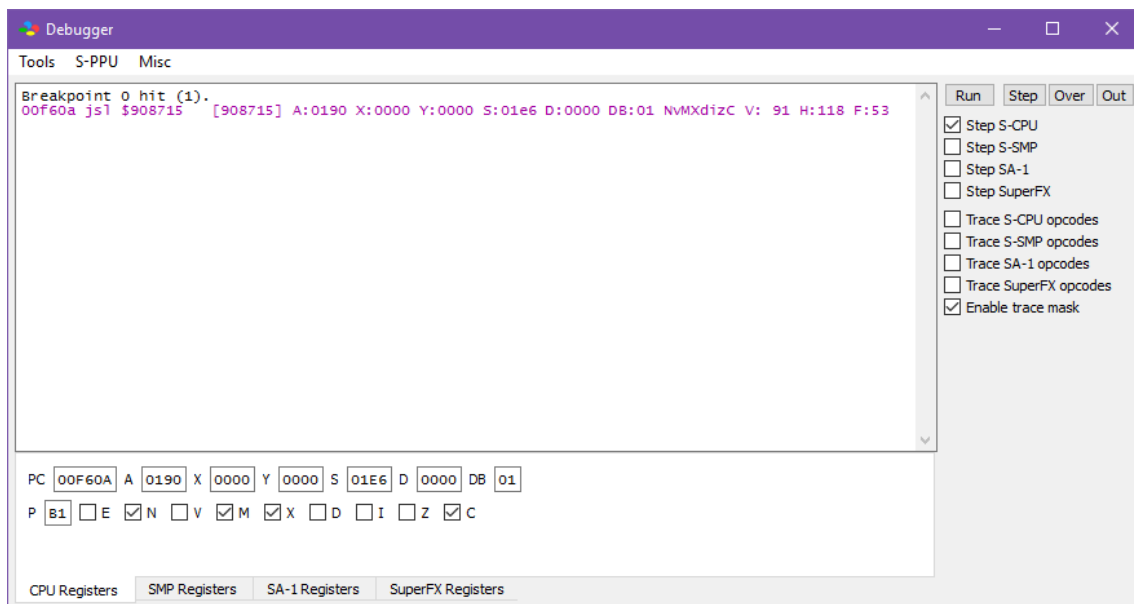 Debugger
Tools S-PPU Misc
Breakpoint 0 hit (1).
00f60a jsl $908715 [908715] A:0190 X:0000 Y:0000 S:01e6 D:0000 DB:01 NvMXdizC V: 91 H:118 F:53
Run Step Over Out
Step S-CPU
Step S-SMP
Step SA-1
Step SuperFX
Trace S-CPU opcodes
Trace S-SMP opcodes
Trace SA-1 opcodes
Trace SuperFX opcodes
Enable trace mask
PC 00F60A A 0190 X 0000 Y 0000 S 01E6 D 0000 DB 01
P B1 E N V M X D I Z C
CPU Registers SMP Registers SA-1 Registers SuperFX Registers